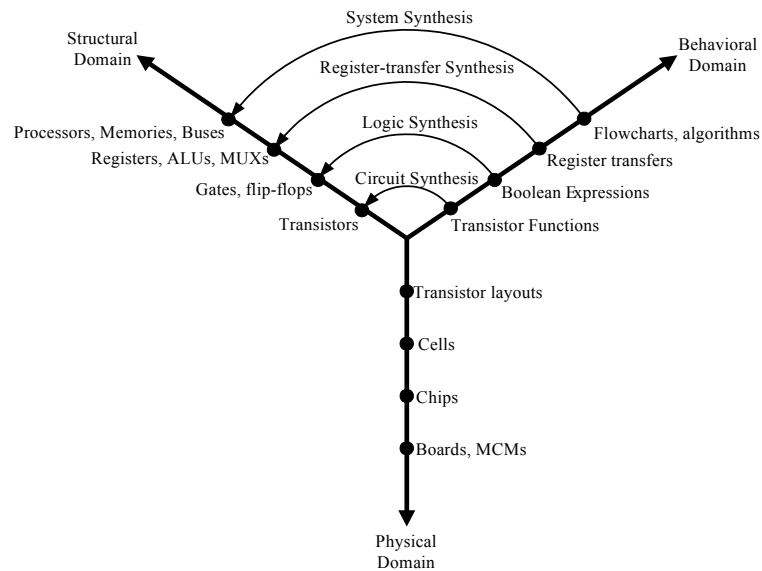 System Synthesis
Structural
Domain
Behavioral
Domain
Register-transfer Synthesis
Processors, Memories, Buses
Logic Synthesis
Flowcharts, algorithms
Registers, ALUs, MUXs
Register transfers
Gates, flip-flops
Circuit Synthesis
Boolean Expressions
Transistors
Transistor Functions
Transistor layouts
Cells
Chips
Boards, MCMs
Physical
Domain